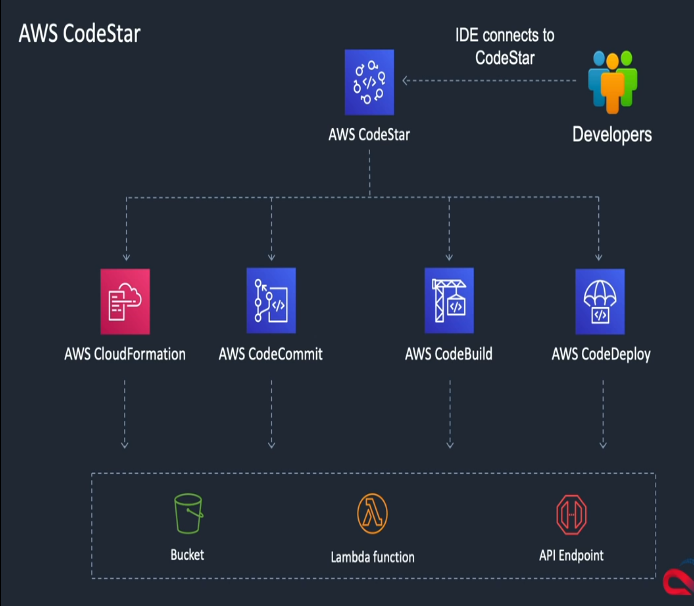 AWS CodeStar
IDE connects to
CodeStar
AWS CodeStar
Developers
AWS CloudFormation
AWS CodeCommit
AWS CodeBuild
AWS CodeDeploy
Bucket
Lambda function
API Endpoint